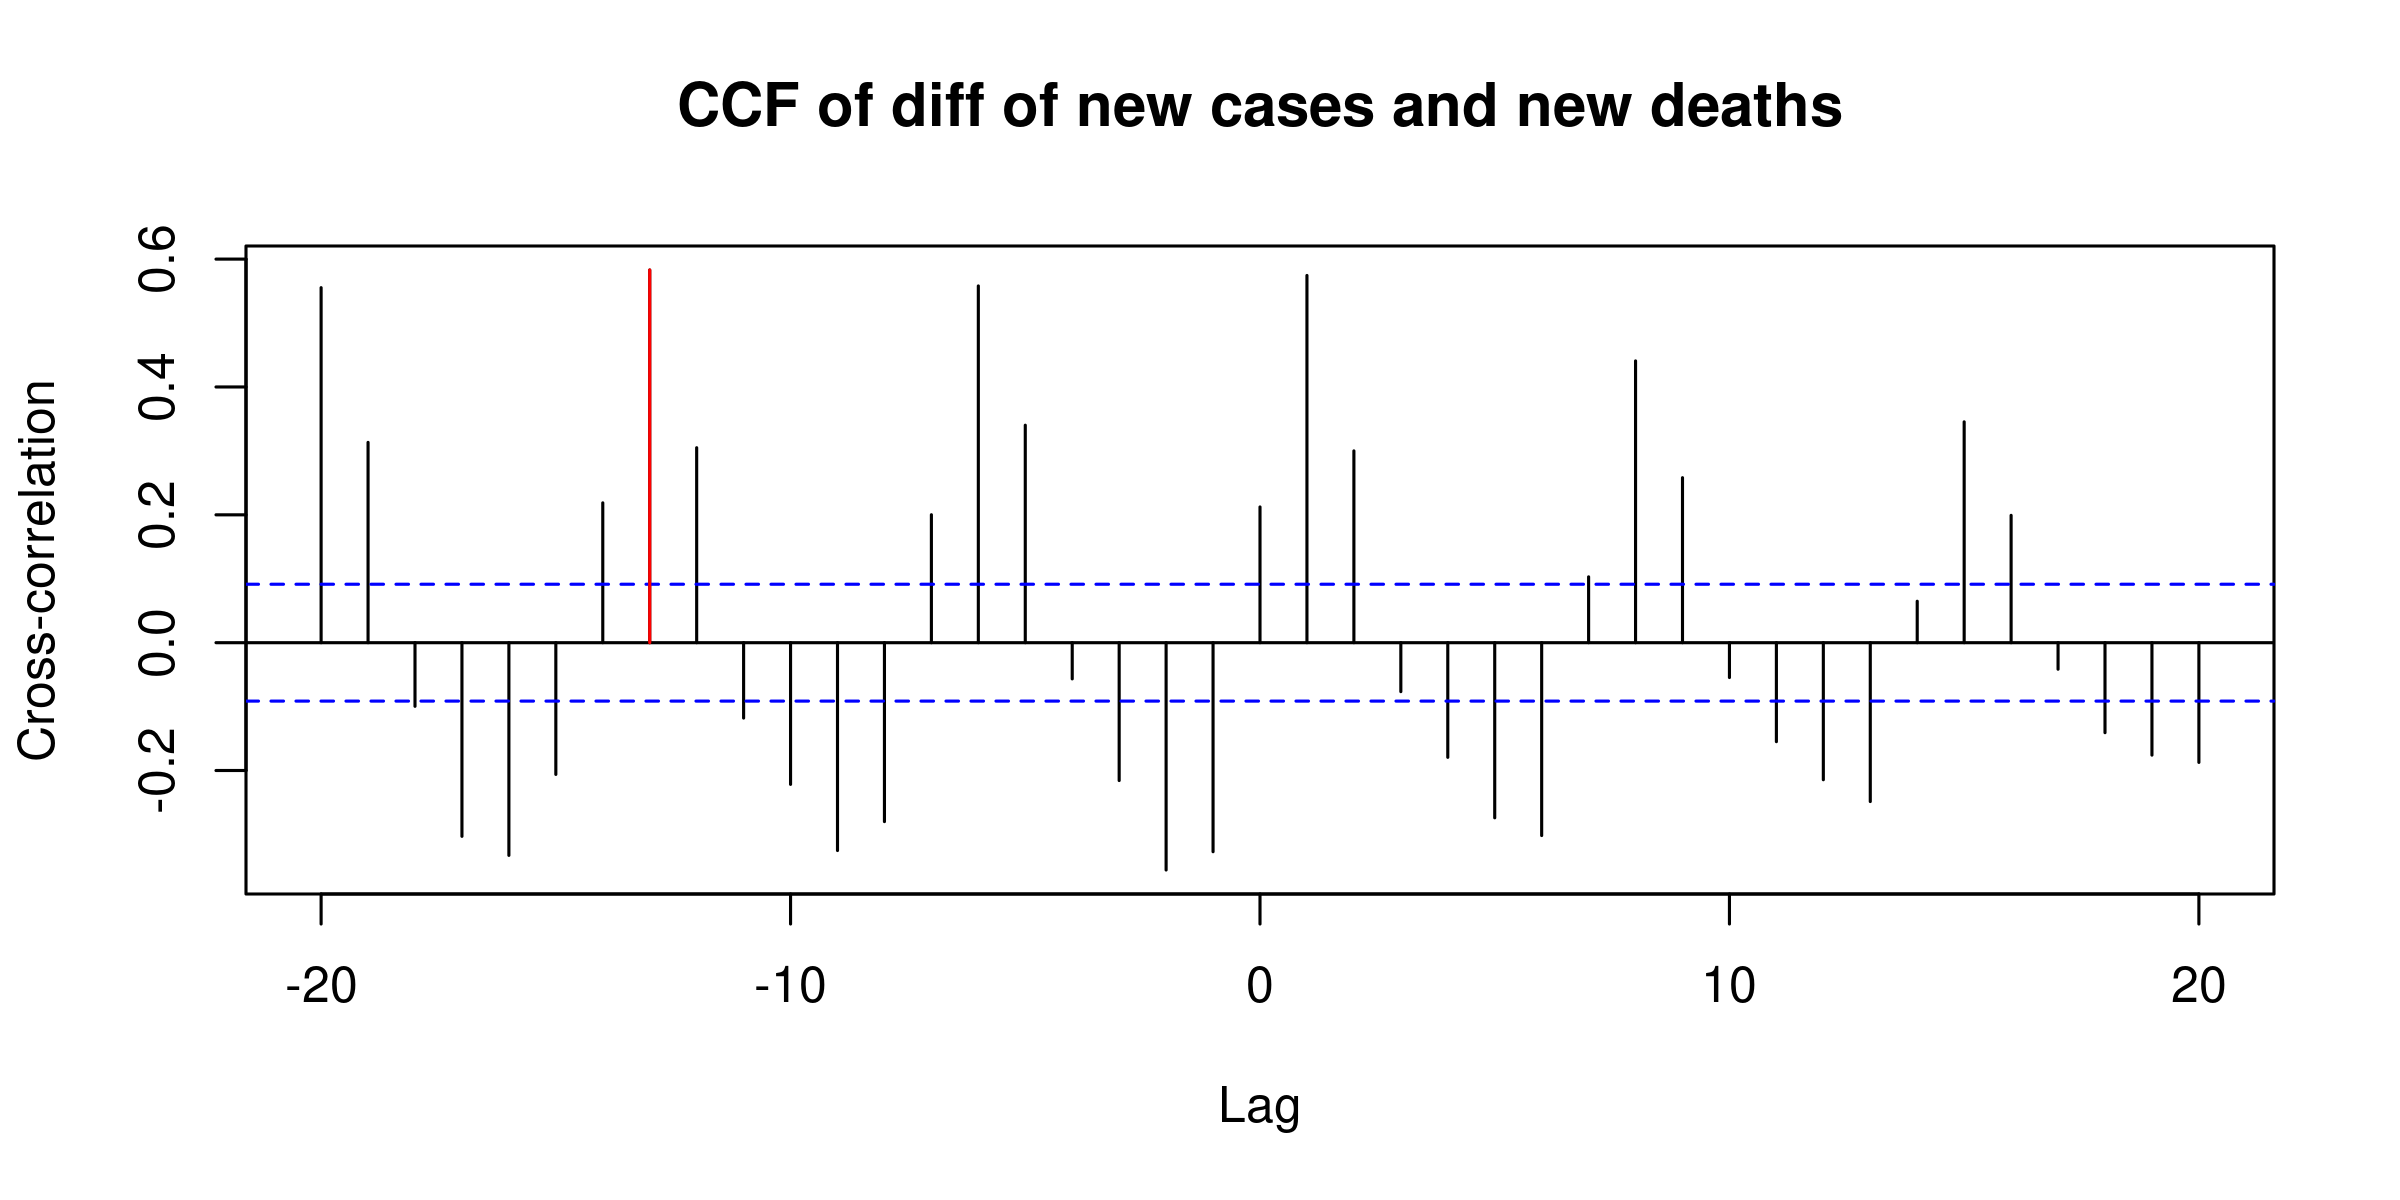 CCF of diff of new cases and new deaths
Cross-correlation
0.6
0.4
0.2
0.0
-0.2
-20 -10 0 10 20
Lag